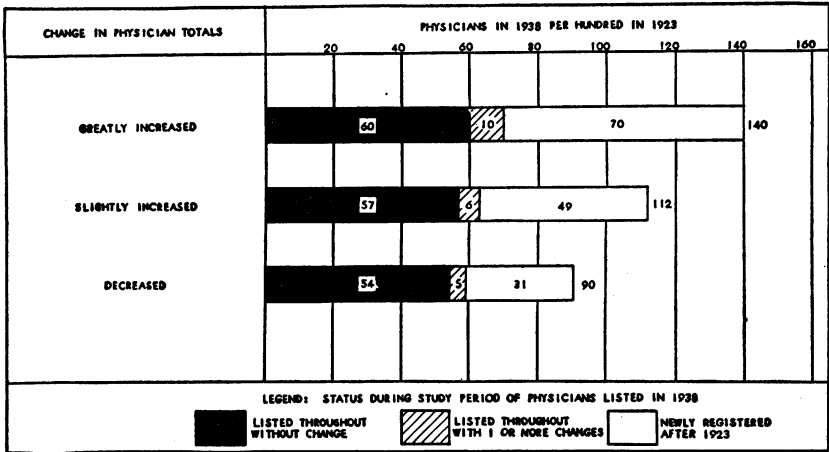 CHANGE IN PHYSICIAN TOTALS
PHYSICIANS IN 1938 PER HUNDRED IN 1923
20 40 60 80 100 120 140 160
GREATLY INCREASED 60 10 70 140
SLIGHTLY INCREASED 57 6 49 112
DECREASED 54 5 31 90
LEGEND: STATUS DURING STUDY PERIOD OF PHYSICIANS LISTED IN 1938
LISTED THROUGHOUT
WITHOUT CHANGE
LISTED THROUGHOUT
WITH 1 OR MORE CHANGES
NEWLY REGISTERED
AFTER 1923